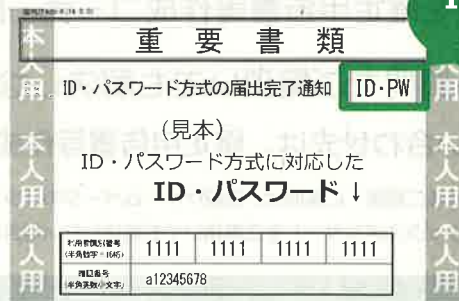 重要書類
ID・パスワード方式の届出完了通知 ID・PW
(見本)
ID・パスワード方式に対応した
ID・パスワード↓
利用者識別番号 1111 1111 1111 1111
(半角数字-16桁)
暗証番号 a12345678
(半角英数小文字)
本人用
本人用
本人用
本人用